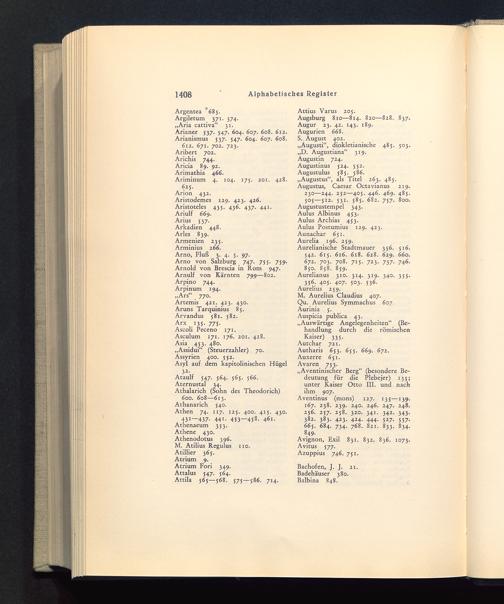 1408 Alphabetisches Register
Argentea °685.
Argiletum 371. 374.
„Aria cattiva“ 31.
Arianer 537. 547. 604. 607. 608. 612.
Arianismus 537. 547. 604. 607. 608.
612. 671. 702. 723.
Aribert 702.
Arichis 744.
Aricia 89. 92.
Arimathia 466.
Ariminum 4. 104. 175. 201. 428.
625.
Arion 432.
Aristodemes 129. 423. 426.
Aristoteles 435. 436. 437. 441.
Ariulf 669.
Arius 537.
Arkadien 448.
Arles 839.
Armenien 235.
Arminius 266.
Arno, Fluß 3. 4. 5. 97.
Arno von Salzburg 747. 755. 759.
Arnold von Brescia in Rom 947.
Arnulf von Kärnten 799—802.
Arpino 744.
Arpinum 194.
„Ars“ 770.
Artemis 421. 423. 430.
Aruns Tarquinius 85.
Arvandus 581. 582.
Arx 135. 775.
Ascoli Peceno 171.
Asculum 171. 176. 201. 428.
Asia 453. 480.
„Assidui“ (Steuerzahler) 70.
Assyrien 400. 552.
Asyl auf dem kapitolinischen Hügel
32.
Ataulf 547. 564. 565. 566.
Aternustal 34.
Athalarich (Sohn des Theodorich)
600. 608—613.
Athanarich 540.
Athen 74. 117. 125. 400. 415. 430.
431—437. 441. 453—458. 461.
Athenaeum 353.
Athene 430.
Athenodotus 396.
M. Atilius Regulus 110.
Atillier 365.
Atrium 9.
Atrium Fori 349.
Attalus 547. 564.
Attila 565—568. 575—586. 714.
Attius Varus 205.
Augsburg 810—814. 820—828. 837.
Augur 23. 42. 143. 189.
Augurien 668.
S. August 402.
„Augusti“, diokletianische 485. 503.
„D. Augustiana“ 319.
Augustin 724.
Augustinus 524. 552.
Augustulus 585. 586.
„Augustus“, als Titel 263. 485.
Augustus, Caesar Octavianus 219.
230—244. 252—405. 446. 469. 485.
505—512. 531. 585. 682. 757. 800.
Augustustempel 343.
Aulus Albinus 453.
Aulus Archias 453.
Aulus Postumius 129. 423.
Aunachar 651.
Aurelia 196. 259.
Aurelianische Stadtmauer 356. 516.
542. 615. 616. 618. 628. 629. 660.
672. 703. 708. 715. 723. 737. 746.
850. 858. 859.
Aurelianus 310. 314. 319. 340. 355.
356. 405. 407. 503. 536.
Aurelius 259.
M. Aurelius Claudius 407.
Qu. Aurelius Symmachus 607.
Aurinia 5.
Auspicia publica 43.
„Auswärtige Angelegenheiten“ (Be-
handlung durch die römischen
Kaiser) 335.
Autchar 721.
Autharis 653. 655. 669. 672.
Auxerre 651.
Avaren 755.
„Aventinischer Berg“ (besondere Be-
deutung für die Plebejer) 135;
unter Kaiser Otto III. und nach
ihm 907.
Aventinus (mons) 127. 135—139.
167. 238. 239. 240. 246. 247. 248.
256. 257. 258. 320. 341. 342. 343.
382. 383. 423. 424. 444. 527. 557.
665. 684. 734. 768. 821. 833. 834.
849.
Avignon, Exil 831. 832. 836. 1073.
Avitus 577.
Azuppius 746. 751.
Bachofen, J. J. 21.
Badehäuser 380.
Balbina 848.